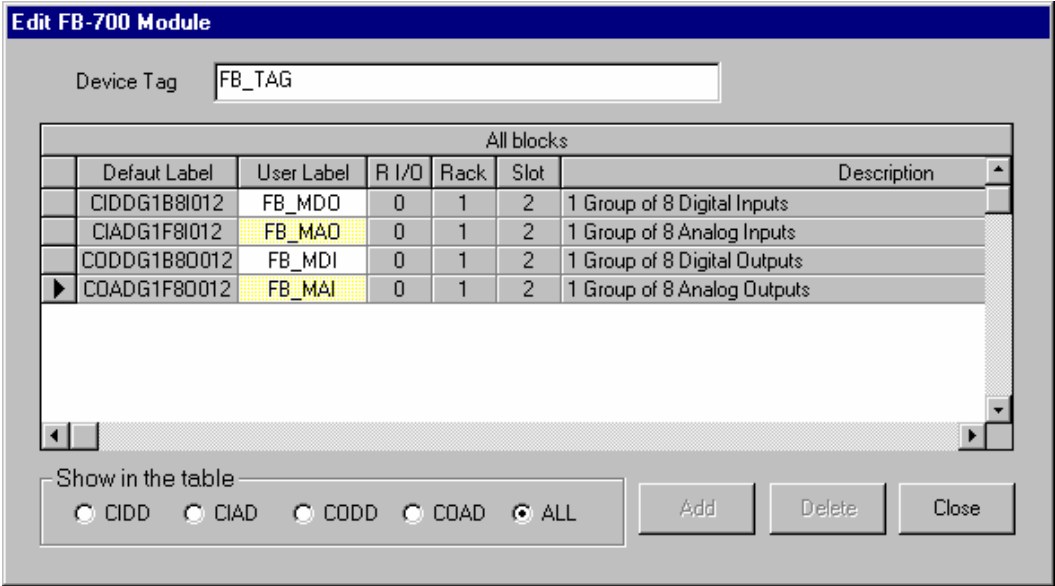 Edit FB-700 Module
Device Tag FB_TAG
All blocks
Defaut Label User Label R I/O Rack Slot Description
CIDDG1B8I012 FB_MDO 0 1 2 1 Group of 8 Digital Inputs
CIADG1F8I012 FB_MAO 0 1 2 1 Group of 8 Analog Inputs
CODDG1B8O012 FB_MDI 0 1 2 1 Group of 8 Digital Outputs
COADG1F8O012 FB_MAI 0 1 2 1 Group of 8 Analog Outputs
Show in the table
CIDD CIAD CODD COAD ALL Add Delete Close